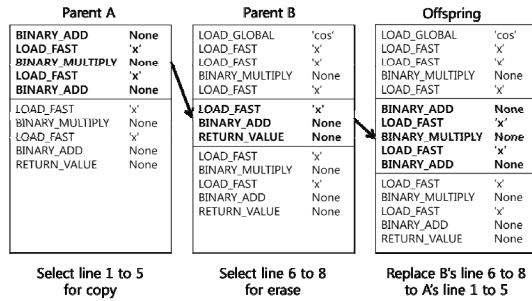 Parent A
BINARY_ADD None
LOAD_FAST 'x'
BINARY_MULTIPLY None
LOAD_FAST 'x'
BINARY_ADD None
LOAD_FAST 'x'
BINARY_MULTIPLY None
LOAD_FAST 'x'
BINARY_ADD None
RETURN_VALUE None
Select line 1 to 5
for copy
Parent B
LOAD_GLOBAL 'cos'
LOAD_FAST 'x'
LOAD_FAST 'x'
BINARY_MULTIPLY None
LOAD_FAST 'x'
LOAD_FAST 'x'
BINARY_ADD None
RETURN_VALUE None
LOAD_FAST 'x'
BINARY_MULTIPLY None
LOAD_FAST 'x'
BINARY_ADD None
RETURN_VALUE None
Select line 6 to 8
for erase
Offspring
LOAD_GLOBAL 'cos'
LOAD_FAST 'x'
LOAD_FAST 'x'
BINARY_MULTIPLY None
LOAD_FAST 'x'
BINARY_ADD None
LOAD_FAST 'x'
BINARY_MULTIPLY None
LOAD_FAST 'x'
BINARY_ADD None
LOAD_FAST 'x'
BINARY_MULTIPLY None
LOAD_FAST 'x'
BINARY_ADD None
RETURN_VALUE None
Replace B's line 6 to 8
to A's line 1 to 5